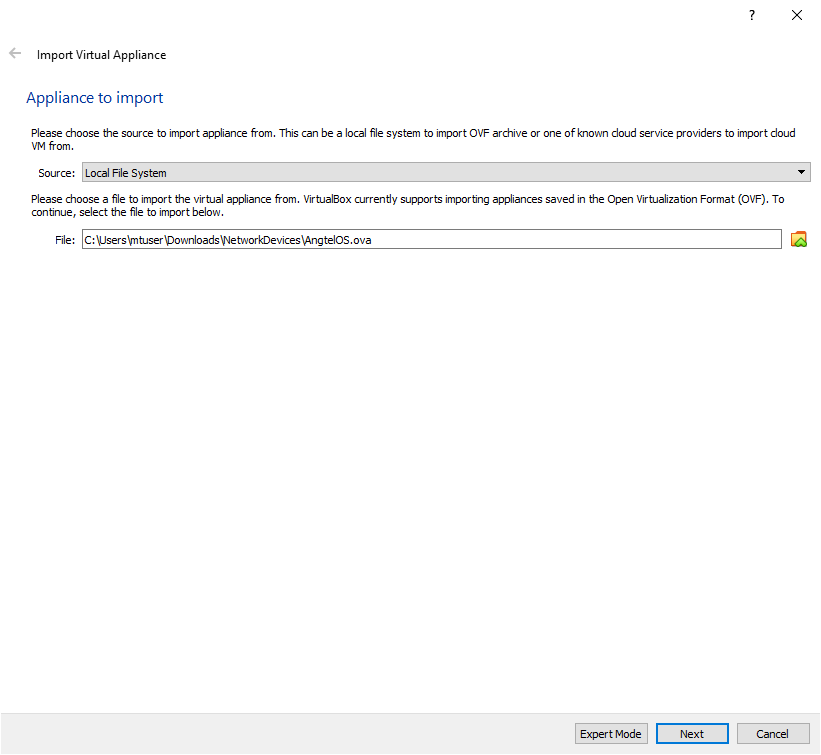 ?
Import Virtual Appliance
Appliance to import
Please choose the source to import appliance from. This can be a local file system to import OVF archive or one of known cloud service providers to import cloud
VM from.
Source: Local File System
Please choose a file to import the virtual appliance from. VirtualBox currently supports importing appliances saved in the Open Virtualization Format (OVF). To
continue, select the file to import below.
File: C:\Users\mtuser\Downloads\NetworkDevices\AngtelOS.ova
Expert Mode Next Cancel